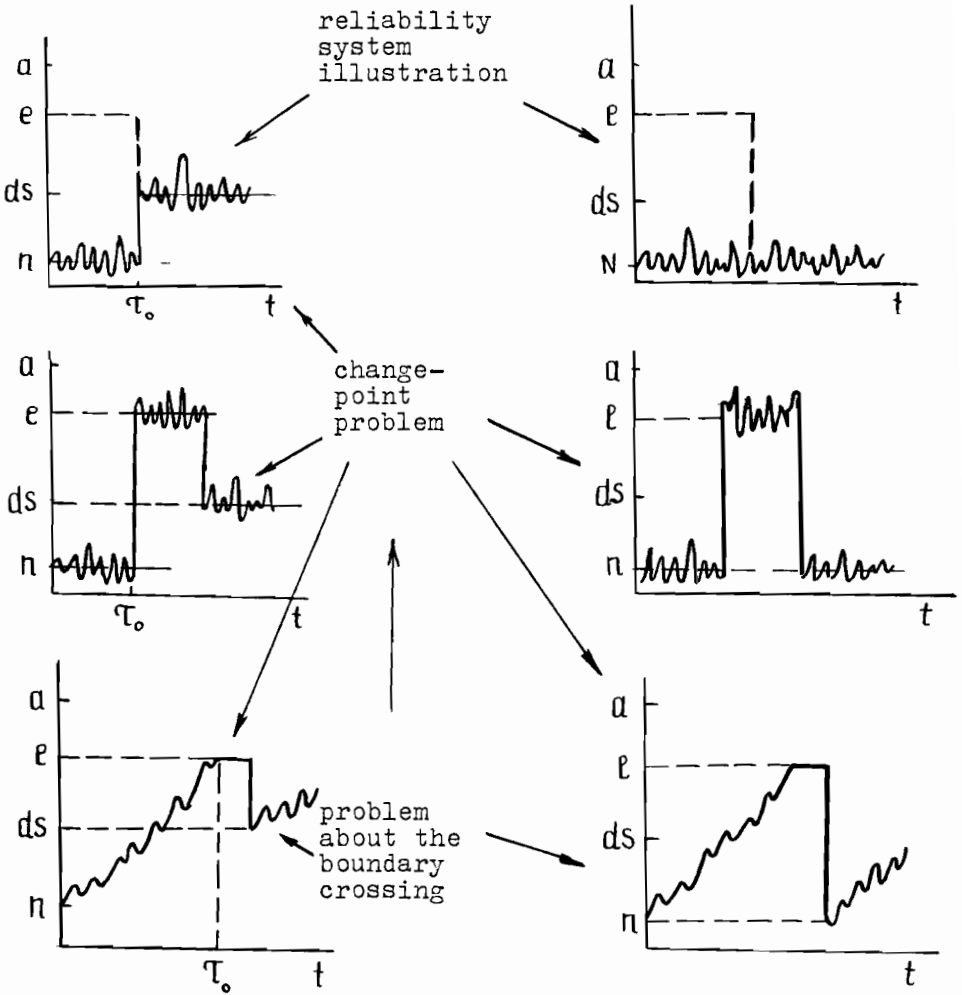 reliability
system
illustration
a
e
ds
n
τ₀
t
a
e
ds
N
t
change-
point
problem
a
e
ds
n
τ₀
t
a
e
ds
n
t
problem
about the
boundary
crossing
a
e
ds
n
τ₀
t
a
e
ds
n
t